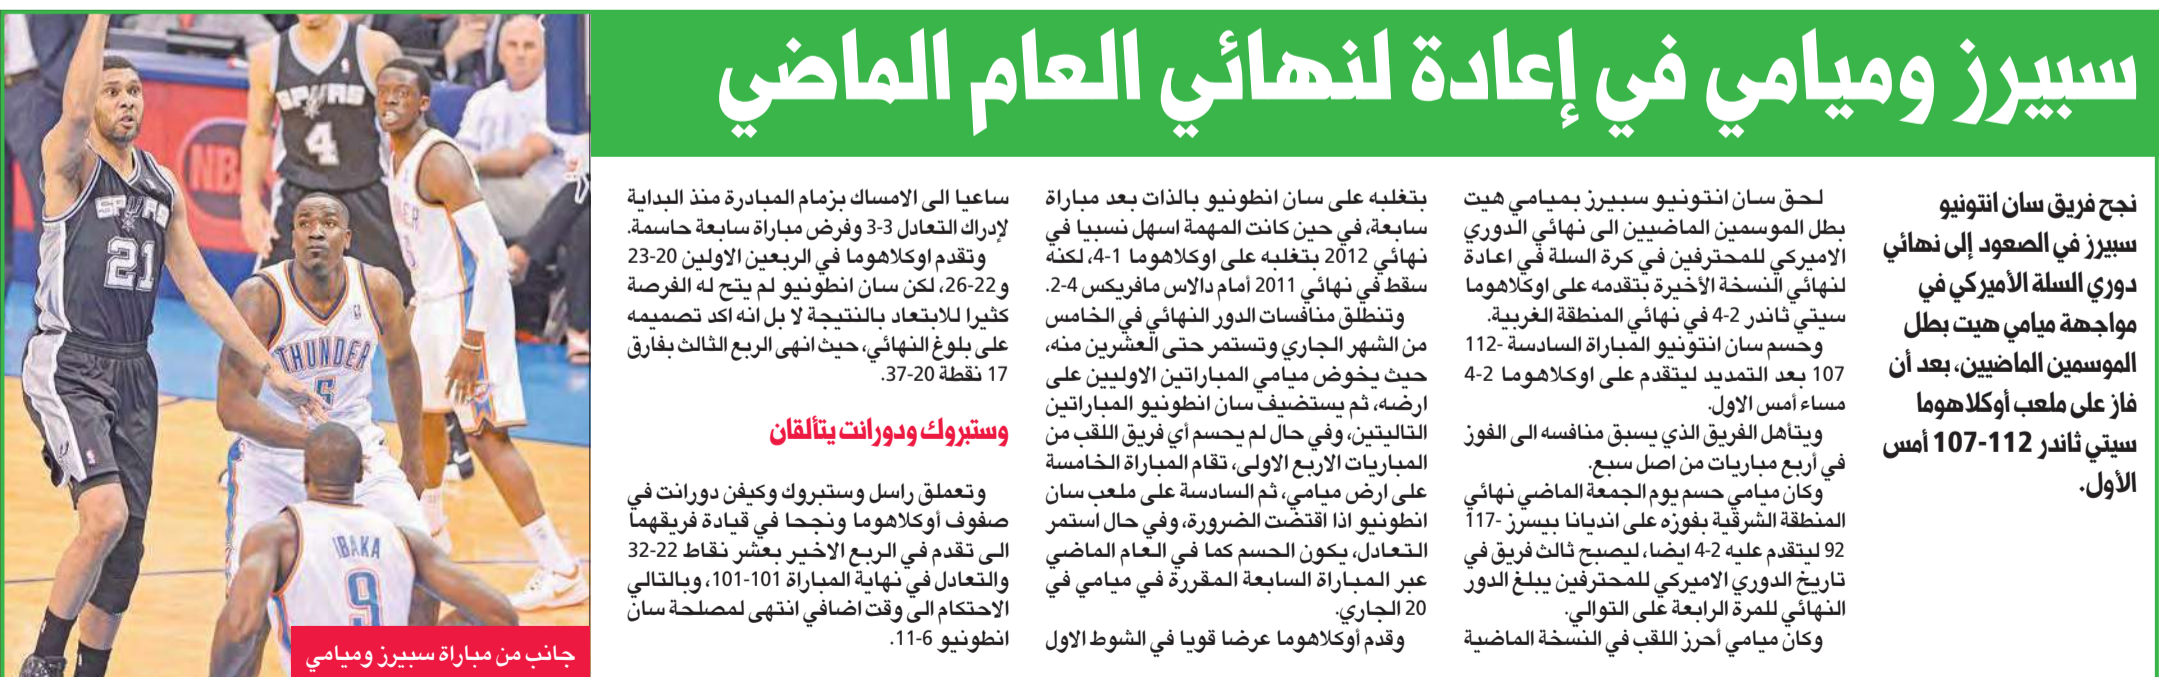 سبيرز وميامي في إعادة لنهائي العام الماضي
نجح فريق سان انتونيو
سبيرز في الصعود إلى نهائي
دوري السلة الأميركي في
مواجهة ميامي هيت بطل
الموسمين الماضيين، بعد أن
فاز على ملعب أوكلاهوما
سيتي ثاندر 112-107 أمس
الأول.
لحق سان انتونيو سبيرز بميامي هيت
بطل الموسمين الماضيين الى نهائي الدوري
الاميركي للمحترفين في كرة السلة في اعادة
لنهائي النسخة الأخيرة بتقدمه على اوكلاهوما
سيتي ثاندر 4-2 في نهائي المنطقة الغربية.
وحسم سان انتونيو المباراة السادسة 112-
107 بعد التمديد ليتقدم على اوكلاهوما 4-2
مساء أمس الاول.
ويتأهل الفريق الذي يسبق منافسه الى الفوز
في أربع مباريات من اصل سبع.
وكان ميامي حسم يوم الجمعة الماضي نهائي
المنطقة الشرقية بفوزه على انديانا بيسرز 117-
92 ليتقدم عليه 4-2 ايضا، ليصبح ثالث فريق في
تاريخ الدوري الاميركي للمحترفين يبلغ الدور
النهائي للمرة الرابعة على التوالي.
وكان ميامي أحرز اللقب في النسخة الماضية
بتغلبه على سان انطونيو بالذات بعد مباراة
سابعة، في حين كانت المهمة اسهل نسبيا في
نهائي 2012 بتغلبه على اوكلاهوما 4-1، لكنه
سقط في نهائي 2011 أمام دالاس مافريكس 2-4.
وتنطلق منافسات الدور النهائي في الخامس
من الشهر الجاري وتستمر حتى العشرين منه،
حيث يخوض ميامي المباراتين الاوليين على
ارضه، ثم يستضيف سان انطونيو المباراتين
التاليتين، وفي حال لم يحسم أي فريق اللقب من
المباريات الاربع الاولى، تقام المباراة الخامسة
على ارض ميامي، ثم السادسة على ملعب سان
انطونيو اذا اقتضت الضرورة، وفي حال استمر
التعادل، يكون الحسم كما في العام الماضي
عبر المباراة السابعة المقررة في ميامي في
20 الجاري.
وقدم أوكلاهوما عرضا قويا في الشوط الاول
ساعيا الى الامساك بزمام المبادرة منذ البداية
لإدراك التعادل 3-3 وفرض مباراة سابعة حاسمة.
وتقدم اوكلاهوما في الربعين الاولين 20-23
و22-26، لكن سان انطونيو لم يتح له الفرصة
كثيرا للابتعاد بالنتيجة لا بل انه اكد تصميمه
على بلوغ النهائي، حيث انهى الربع الثالث بفارق
17 نقطة 20-37.
وستبروك ودورانت يتألقان
وتعملق راسل وستبروك وكيفن دورانت في
صفوف أوكلاهوما ونجحا في قيادة فريقهما
الى تقدم في الربع الاخير بعشر نقاط 22-32
والتعادل في نهاية المباراة 101-101، وبالتالي
الاحتكام الى وقت اضافي انتهى لمصلحة سان
انطونيو 6-11.
SPURS
4
SPURS
21
NB
THUNDER
5
IBAKA
9
جانب من مباراة سبيرز وميامي